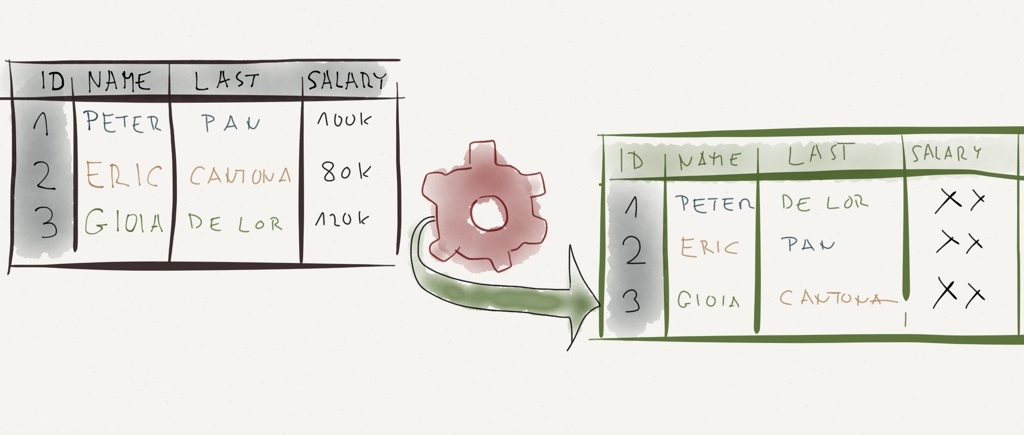 ID NAME LAST SALARY
1 PETER PAN 100K
2 ERIC CANTONA 80K
3 GIOIA DE LOR 120K
ID NAME LAST SALARY
1 PETER DE LOR XX
2 ERIC PAN XX
3 GIOIA CANTONA XX